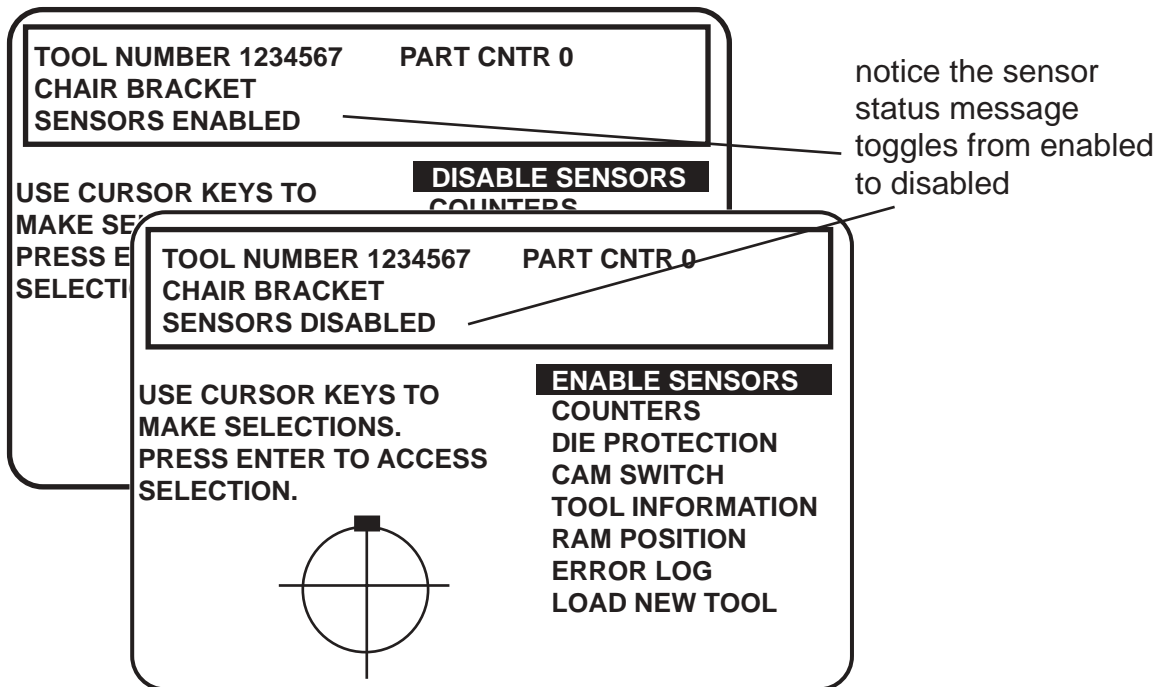 TOOL NUMBER 1234567 PART CNTR 0
CHAIR BRACKET
SENSORS ENABLED
notice the sensor
status message
toggles from enabled
to disabled
USE CURSOR KEYS TO
MAKE
PRESS
DISABLE SENSORS
COUNTERS
TOOL NUMBER 1234567 PART CNTR 0
CHAIR BRACKET
SENSORS DISABLED
USE CURSOR KEYS TO
MAKE SELECTIONS.
PRESS ENTER TO ACCESS
SELECTION.
ENABLE SENSORS
COUNTERS
DIE PROTECTION
CAM SWITCH
TOOL INFORMATION
RAM POSITION
ERROR LOG
LOAD NEW TOOL